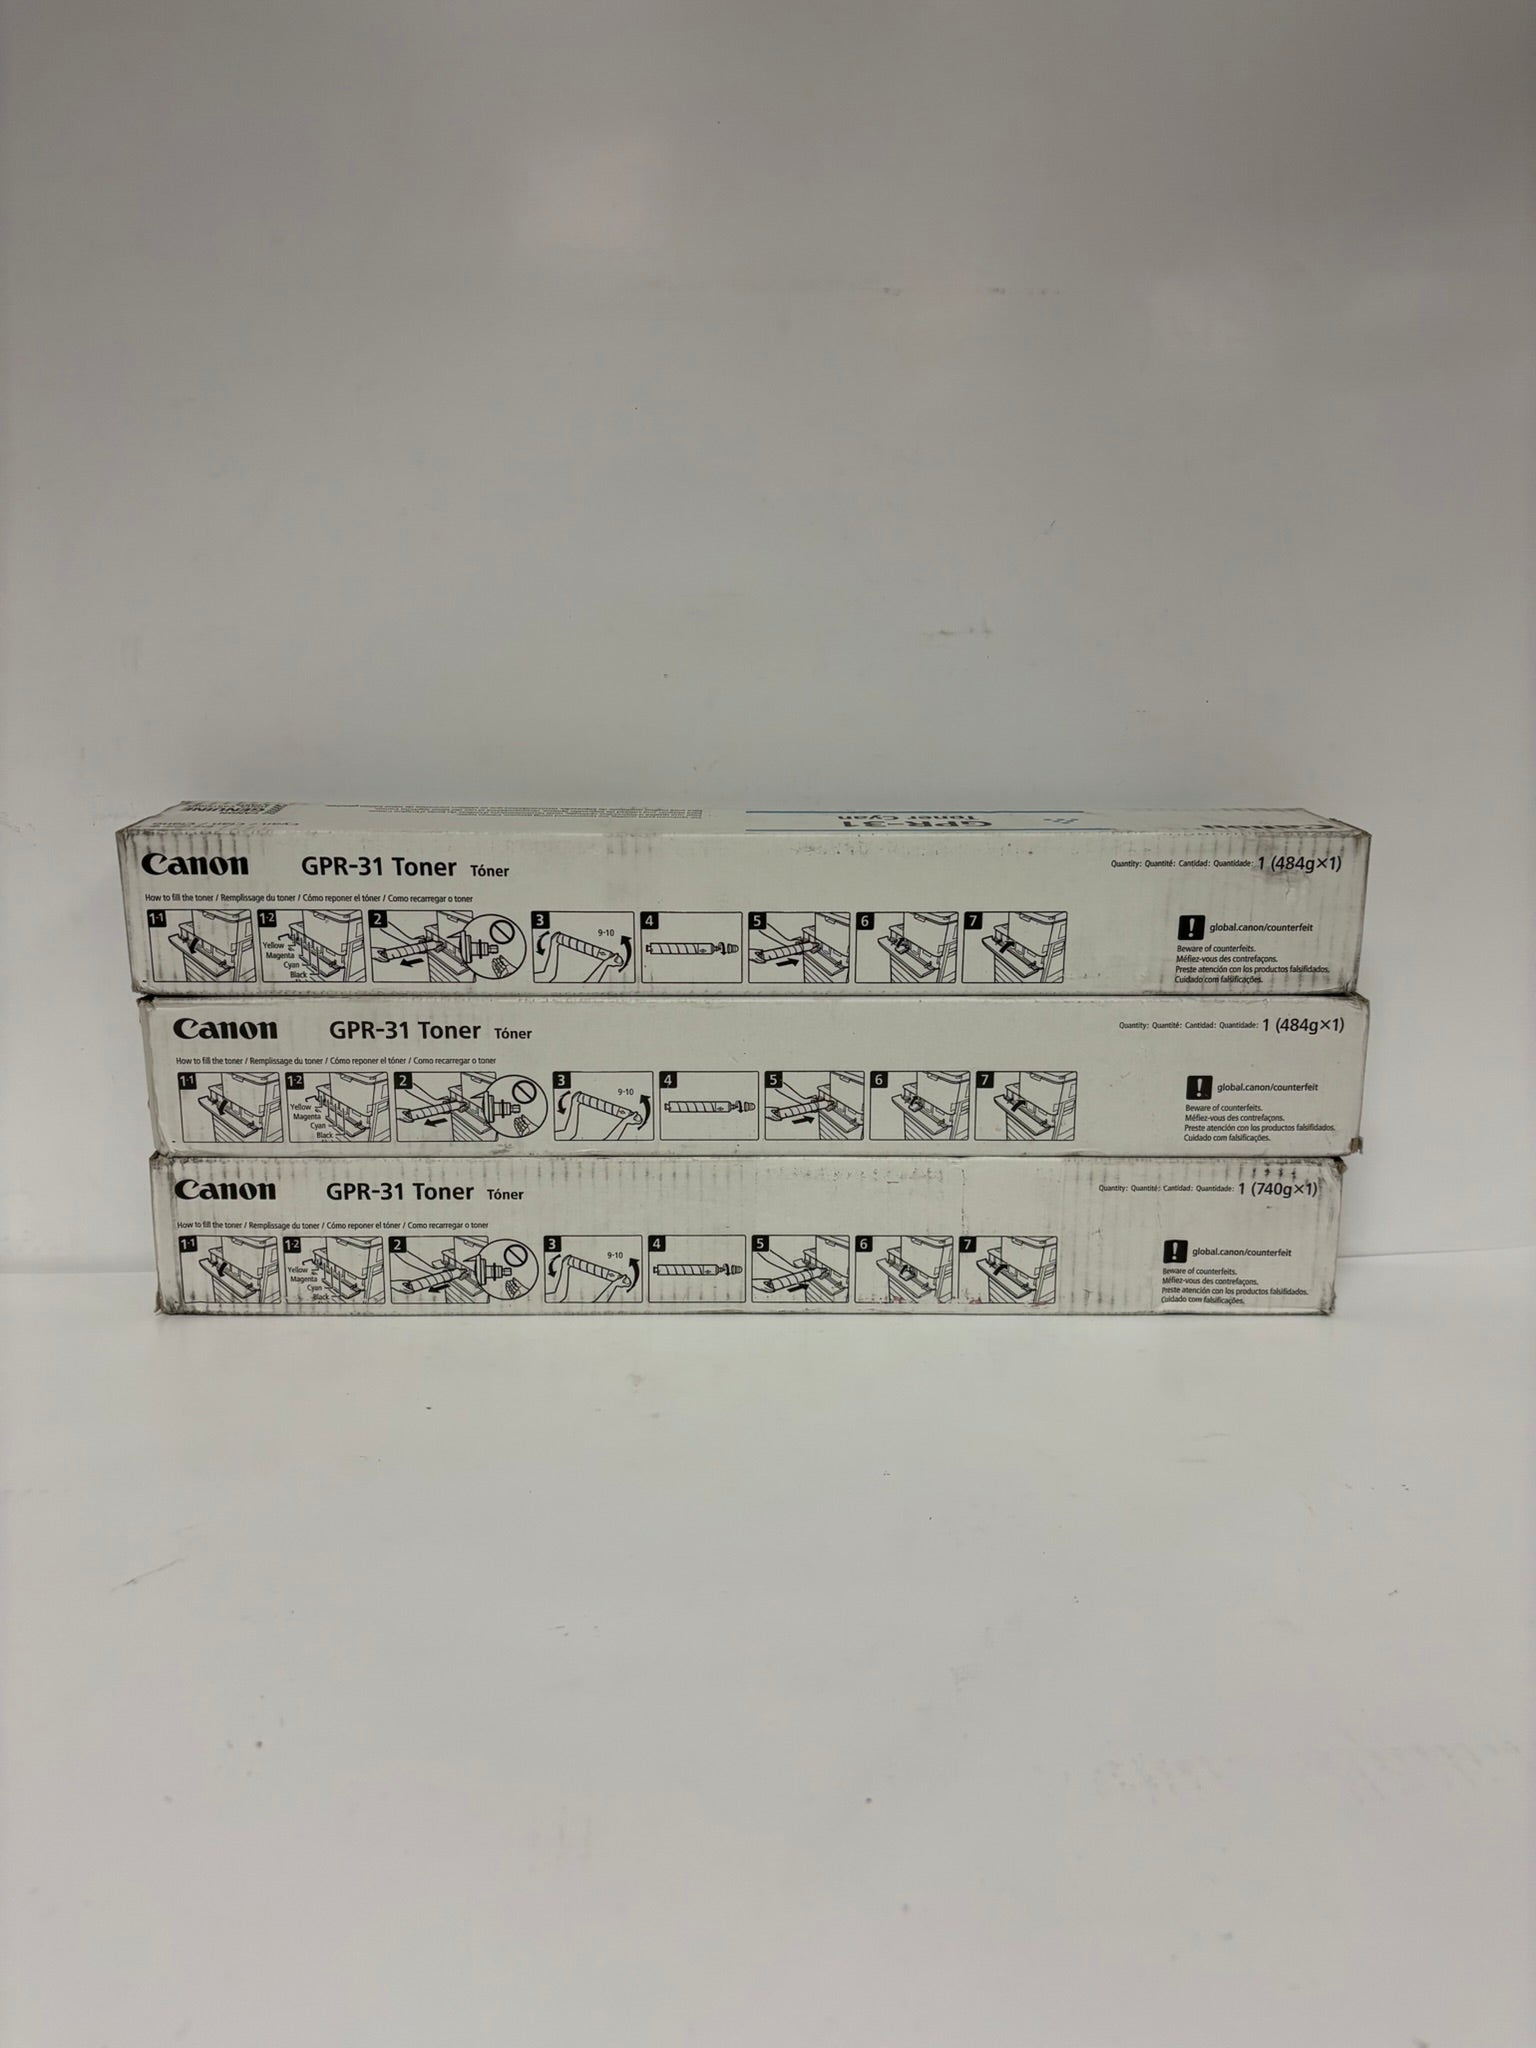 GENUINE
GPR-31
Toner Cyan
Canon
Canon GPR-31 Toner Tóner Quantity: Quantité: Cantidad: Quantidade: 1 (484g×1)
How to fill the toner / Remplissage du toner / Cómo reponer el tóner / Como recarregar o toner
1-1 1-2 2 3 4 5 6 7
9-10
Yellow
Magenta
Cyan
Black
! global.canon/counterfeit
Beware of counterfeits.
Méfiez-vous des contrefaçons.
Preste atención con los productos falsifidados.
Cuidado com falsificações.
Canon GPR-31 Toner Tóner Quantity: Quantité: Cantidad: Quantidade: 1 (484g×1)
How to fill the toner / Remplissage du toner / Cómo reponer el tóner / Como recarregar o toner
1-1 1-2 2 3 4 5 6 7
9-10
Yellow
Magenta
Cyan
Black
! global.canon/counterfeit
Beware of counterfeits.
Méfiez-vous des contrefaçons.
Preste atención con los productos falsifidados.
Cuidado com falsificações.
Canon GPR-31 Toner Tóner Quantity: Quantité: Cantidad: Quantidade: 1 (740g×1)
How to fill the toner / Remplissage du toner / Cómo reponer el tóner / Como recarregar o toner
1-1 1-2 2 3 4 5 6 7
9-10
Yellow
Magenta
Cyan
Black
! global.canon/counterfeit
Beware of counterfeits.
Méfiez-vous des contrefaçons.
Preste atención con los productos falsifidados.
Cuidado com falsificações.